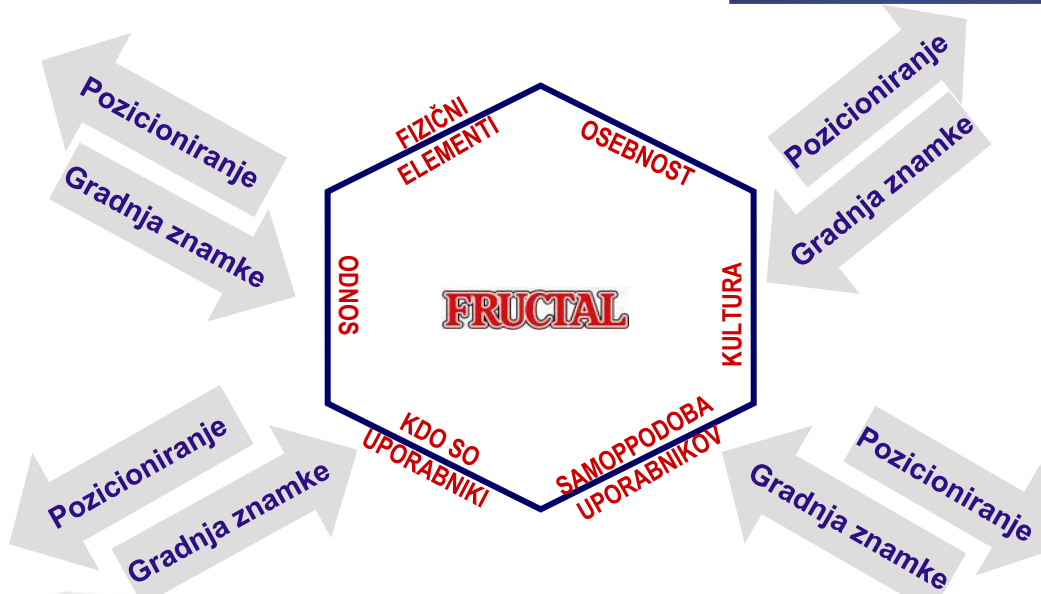 Pozicioniranje
Gradnja znamke
Pozicioniranje
Gradnja znamke
FIZIČNI
ELEMENTI
OSEBNOST
ODNOS
FRUCTAL
KULTURA
KDO SO
UPORABNIKI
SAMOPPODOBA
UPORABNIKOV
Pozicioniranje
Gradnja znamke
Pozicioniranje
Gradnja znamke